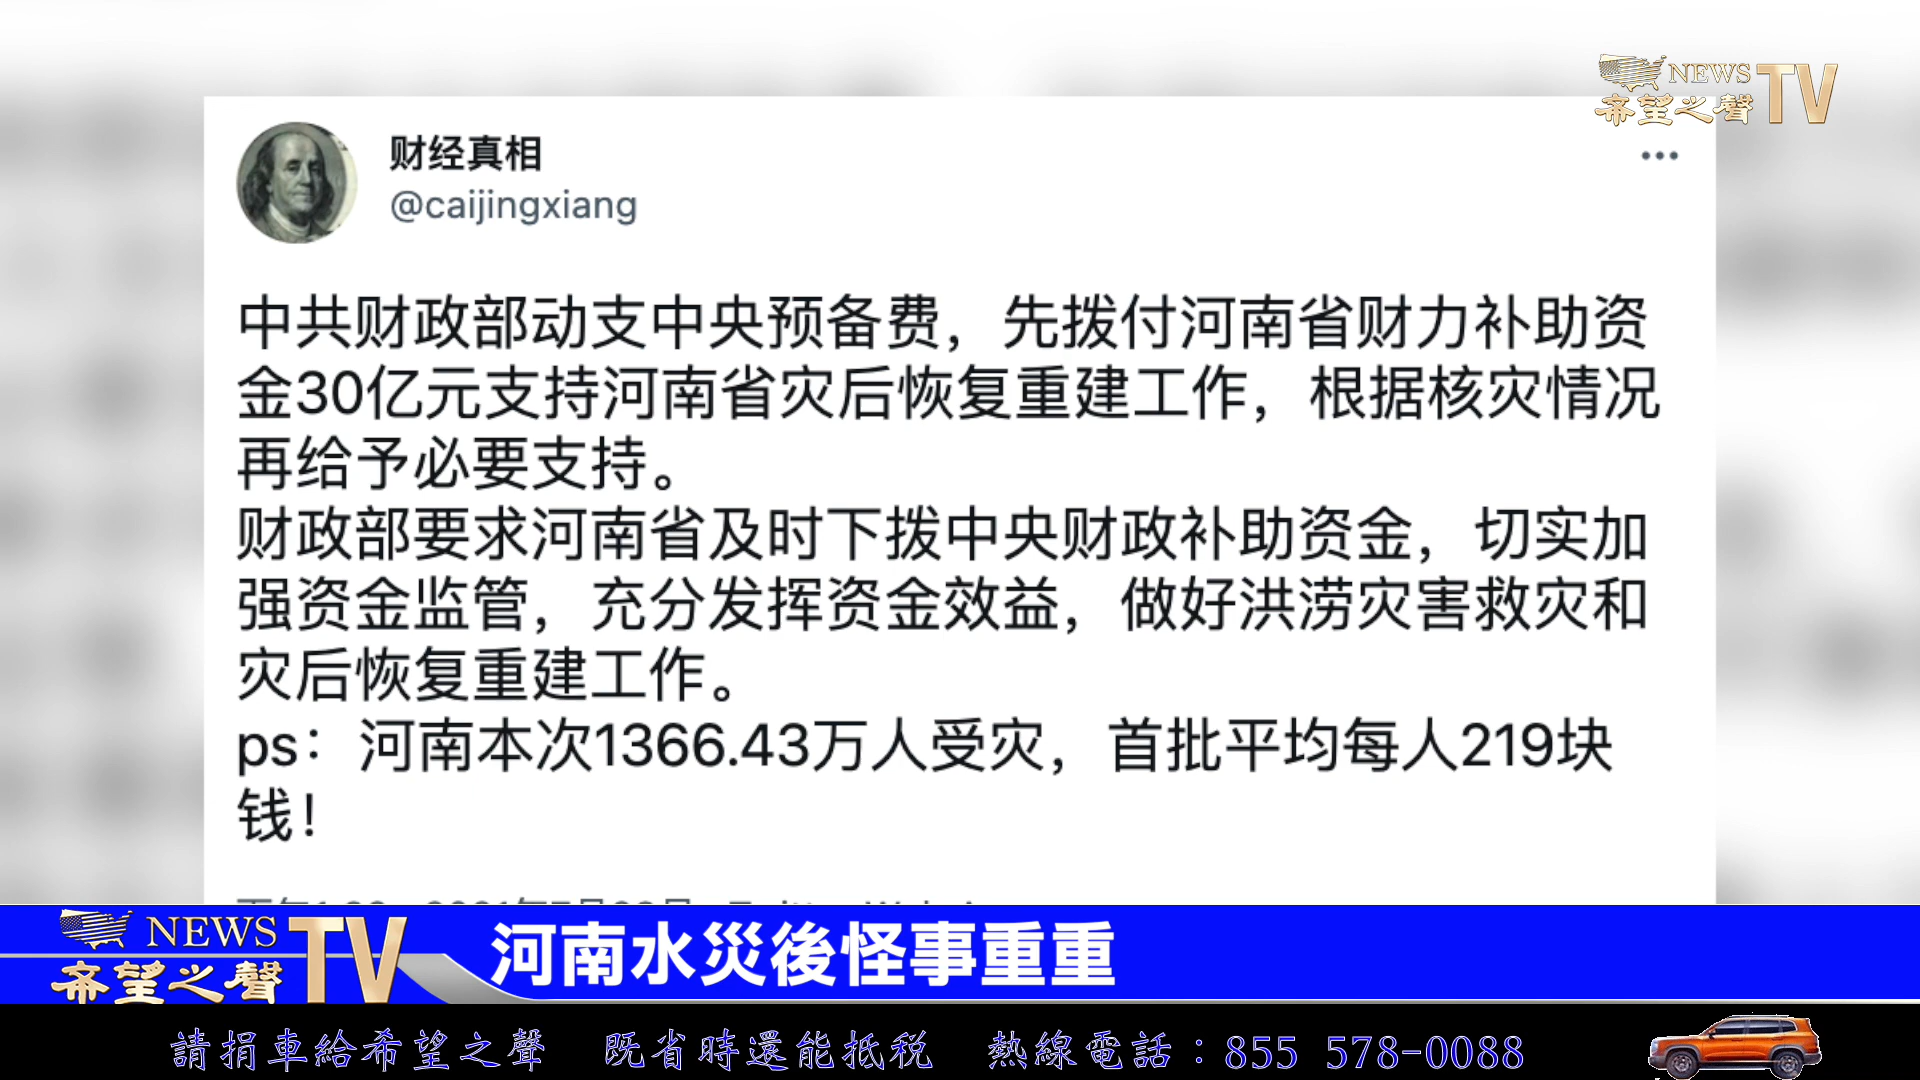 NEWS
希望之聲 TV
财经真相
@caijingxiang
中共财政部动支中央预备费，先拨付河南省财力补助资
金30亿元支持河南省灾后恢复重建工作，根据核灾情况
再给予必要支持。
财政部要求河南省及时下拨中央财政补助资金，切实加
强资金监管，充分发挥资金效益，做好洪涝灾害救灾和
灾后恢复重建工作。
ps：河南本次1366.43万人受灾，首批平均每人219块
钱！
NEWS
希望之聲 TV
河南水災後怪事重重
請捐車給希望之聲 既省時還能抵税 熱線電話：855 578-0088